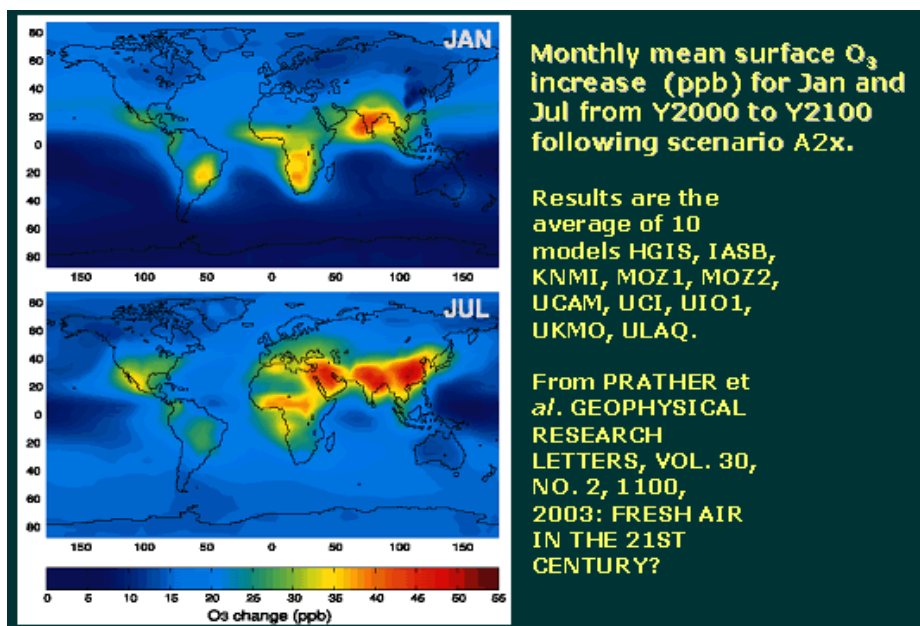 JAN
80
60
40
20
0
20
40
60
80
150 100 50 0 50 100 150
JUL
80
60
40
20
0
20
40
60
80
150 100 50 0 50 100 150
0 5 10 15 20 25 30 35 40 45 50 55
O₃ change (ppb)
Monthly mean surface O₃
increase (ppb) for Jan and
Jul from Y2000 to Y2100
following scenario A2x.
Results are the
average of 10
models HGIS, IASB,
KNMI, MOZ1, MOZ2,
UCAM, UCI, UIO1,
UKMO, ULAQ.
From PRATHER et
al. GEOPHYSICAL
RESEARCH
LETTERS, VOL. 30,
NO. 2, 1100,
2003: FRESH AIR
IN THE 21ST
CENTURY?